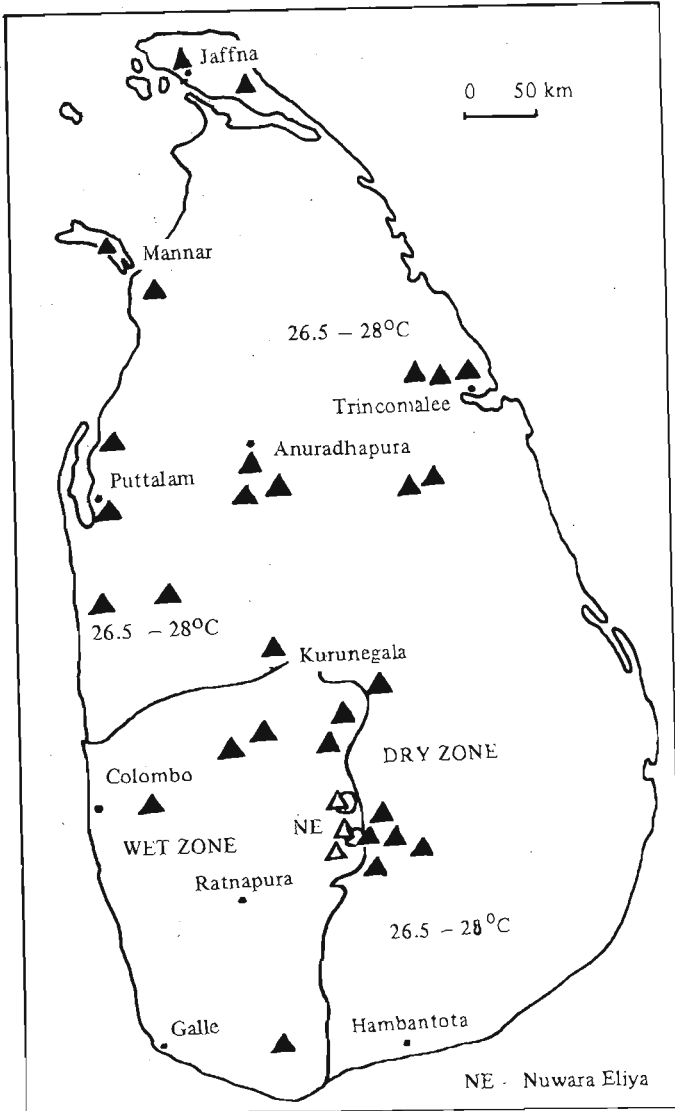 Jaffna
0 50 km
Mannar
26.5 – 28°C
Trincomalee
Anuradhapura
Puttalam
26.5 – 28°C
Kurunegala
DRY ZONE
Colombo
NE
WET ZONE
Ratnapura
26.5 – 28°C
Galle
Hambantota
NE - Nuwara Eliya